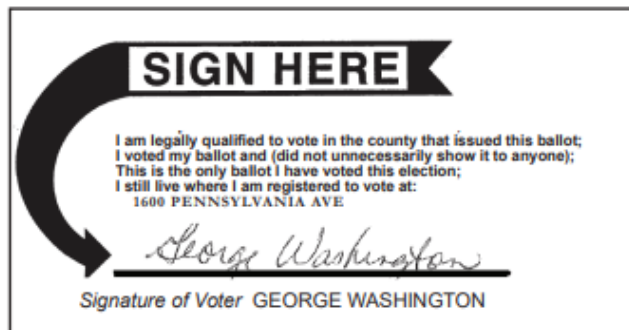 SIGN HERE
I am legally qualified to vote in the county that issued this ballot;
I voted my ballot and (did not unnecessarily show it to anyone);
This is the only ballot I have voted this election;
I still live where I am registered to vote at:
1600 PENNSYLVANIA AVE
George Washington
Signature of Voter GEORGE WASHINGTON